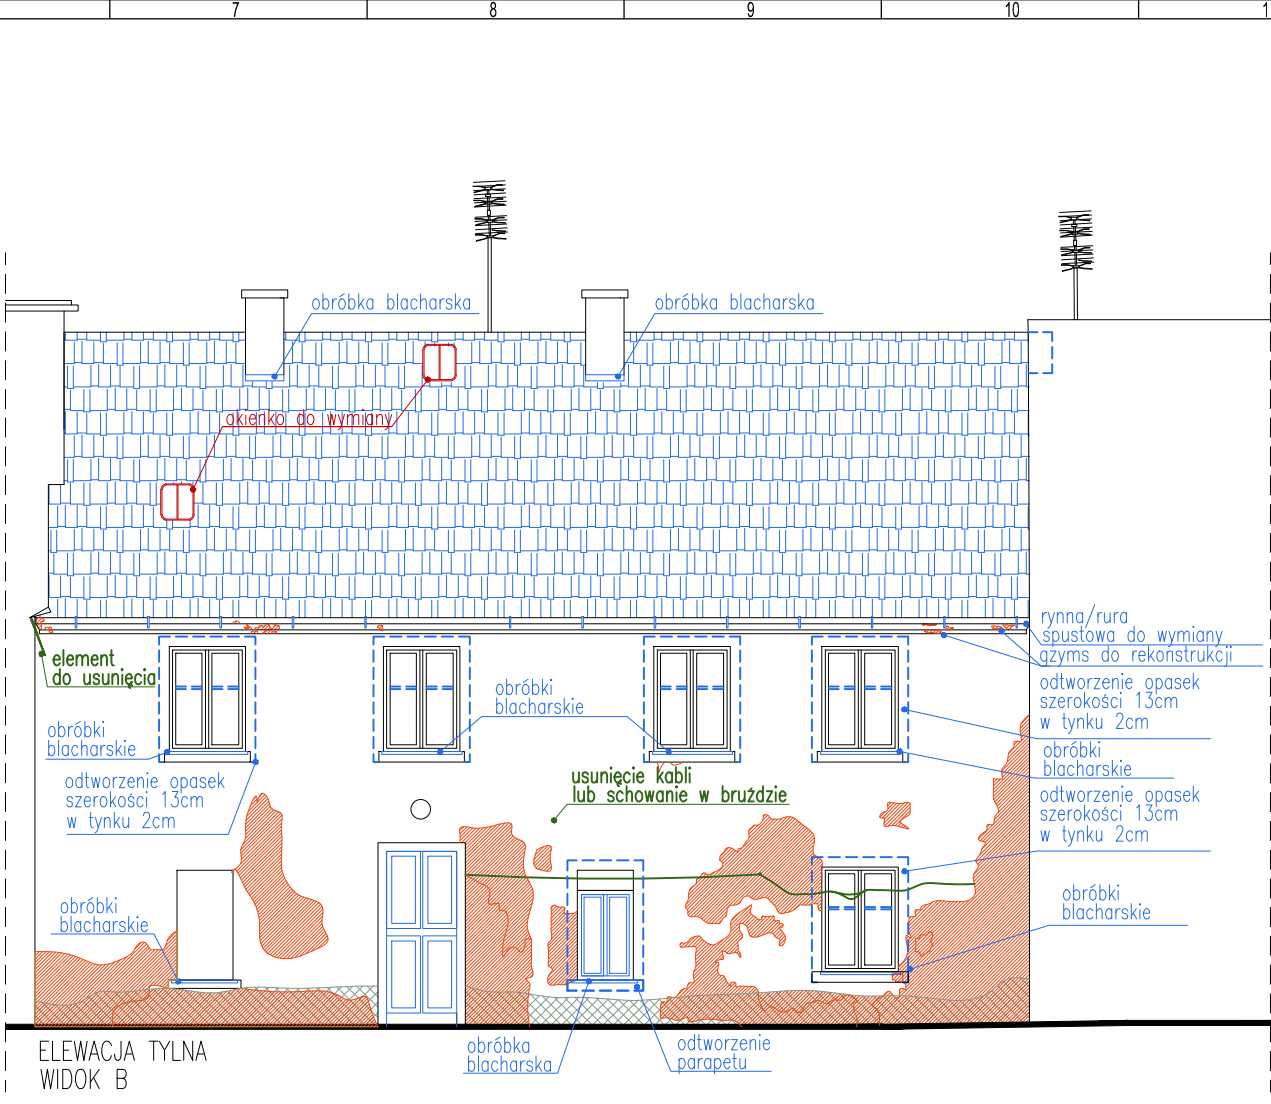 7 8 9 10 1
obróbka blacharska
obróbka blacharska
okienko do wymiany
rynna/rura
spustowa do wymiany
gzyms do rekonstrukcji
element
do usunięcia
odtworzenie opasek
szerokości 13cm
w tynku 2cm
obróbki
blacharskie
obróbki
blacharskie
obróbki
blacharskie
odtworzenie opasek
szerokości 13cm
w tynku 2cm
usunięcie kabli
lub schowanie w bruździe
odtworzenie opasek
szerokości 13cm
w tynku 2cm
obróbki
blacharskie
obróbki
blacharskie
obróbka
blacharska
odtworzenie
parapetu
ELEWACJA TYLNA
WIDOK B